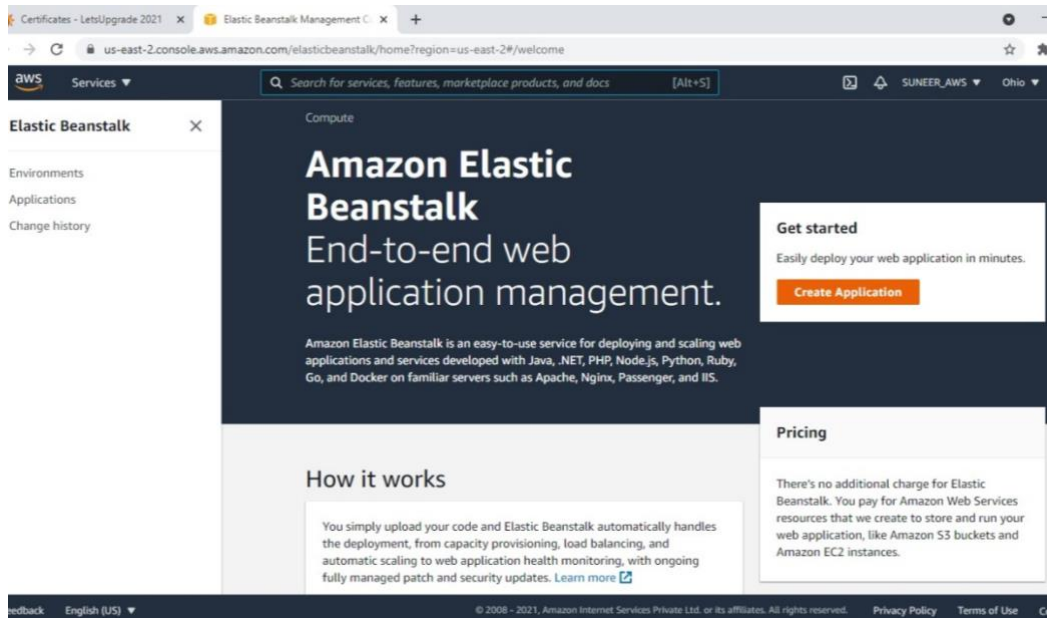 Certificates - LetsUpgrade 2021
Elastic Beanstalk Management C
us-east-2.console.aws.amazon.com/elasticbeanstalk/home?region=us-east-2#/welcome
aws Services ▼ Search for services, features, marketplace products, and docs [Alt+S] SUNEER_AWS ▼ Ohio ▼
Elastic Beanstalk
Environments
Applications
Change history
Compute
Amazon Elastic
Beanstalk
End-to-end web
application management.
Amazon Elastic Beanstalk is an easy-to-use service for deploying and scaling web
applications and services developed with Java, .NET, PHP, Node.js, Python, Ruby,
Go, and Docker on familiar servers such as Apache, Nginx, Passenger, and IIS.
Get started
Easily deploy your web application in minutes.
Create Application
Pricing
There's no additional charge for Elastic
Beanstalk. You pay for Amazon Web Services
resources that we create to store and run your
web application, like Amazon S3 buckets and
Amazon EC2 instances.
How it works
You simply upload your code and Elastic Beanstalk automatically handles
the deployment, from capacity provisioning, load balancing, and
automatic scaling to web application health monitoring, with ongoing
fully managed patch and security updates. Learn more
eedback English (US) ▼ © 2008 - 2021, Amazon Internet Services Private Ltd. or its affiliates. All rights reserved. Privacy Policy Terms of Use